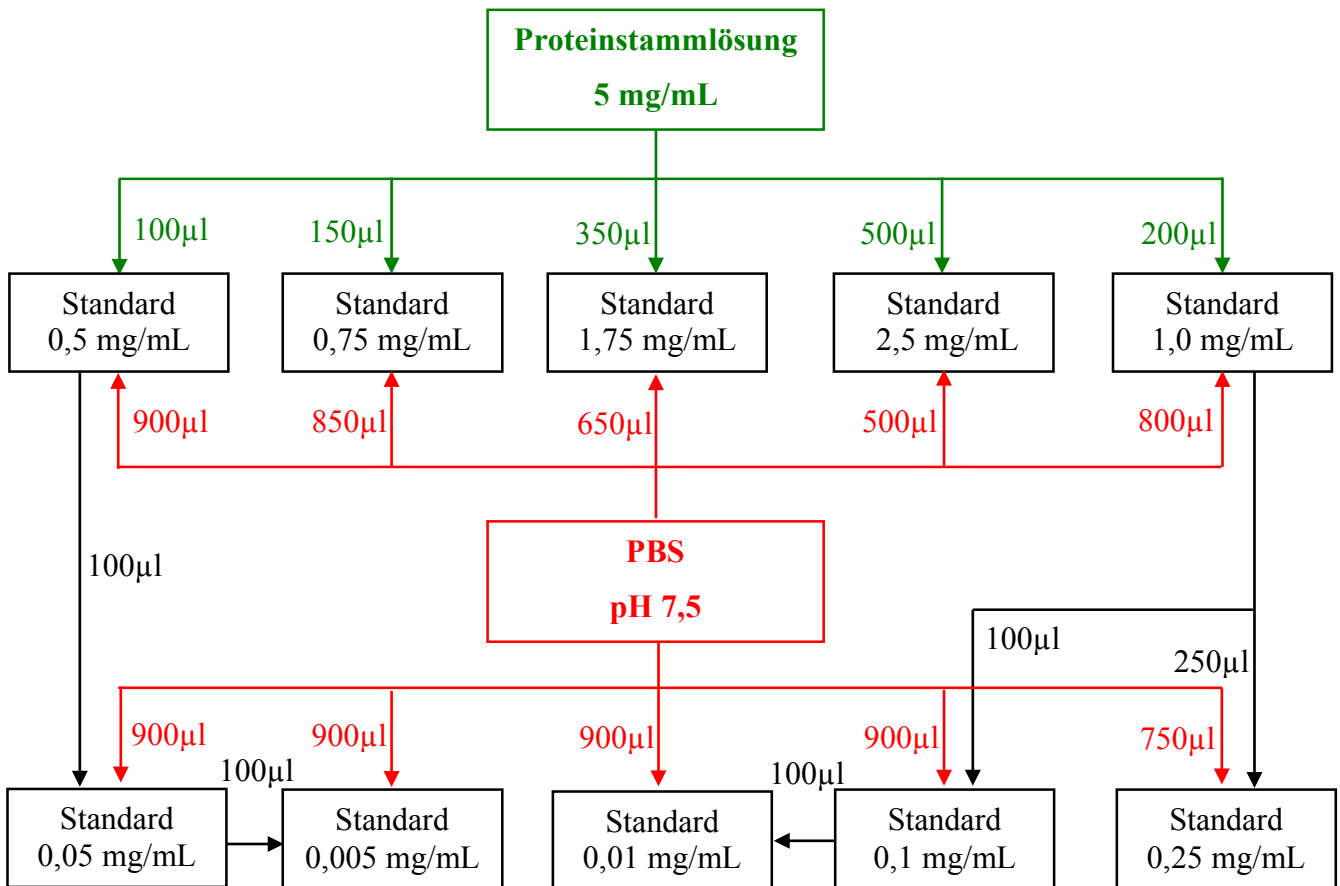 Proteinstammlösung
5 mg/mL
100µl
150µl
350µl
500µl
200µl
Standard
0,5 mg/mL
Standard
0,75 mg/mL
Standard
1,75 mg/mL
Standard
2,5 mg/mL
Standard
1,0 mg/mL
900µl
850µl
650µl
500µl
800µl
PBS
pH 7,5
100µl
100µl
250µl
900µl
900µl
900µl
900µl
750µl
100µl
100µl
Standard
0,05 mg/mL
Standard
0,005 mg/mL
Standard
0,01 mg/mL
Standard
0,1 mg/mL
Standard
0,25 mg/mL